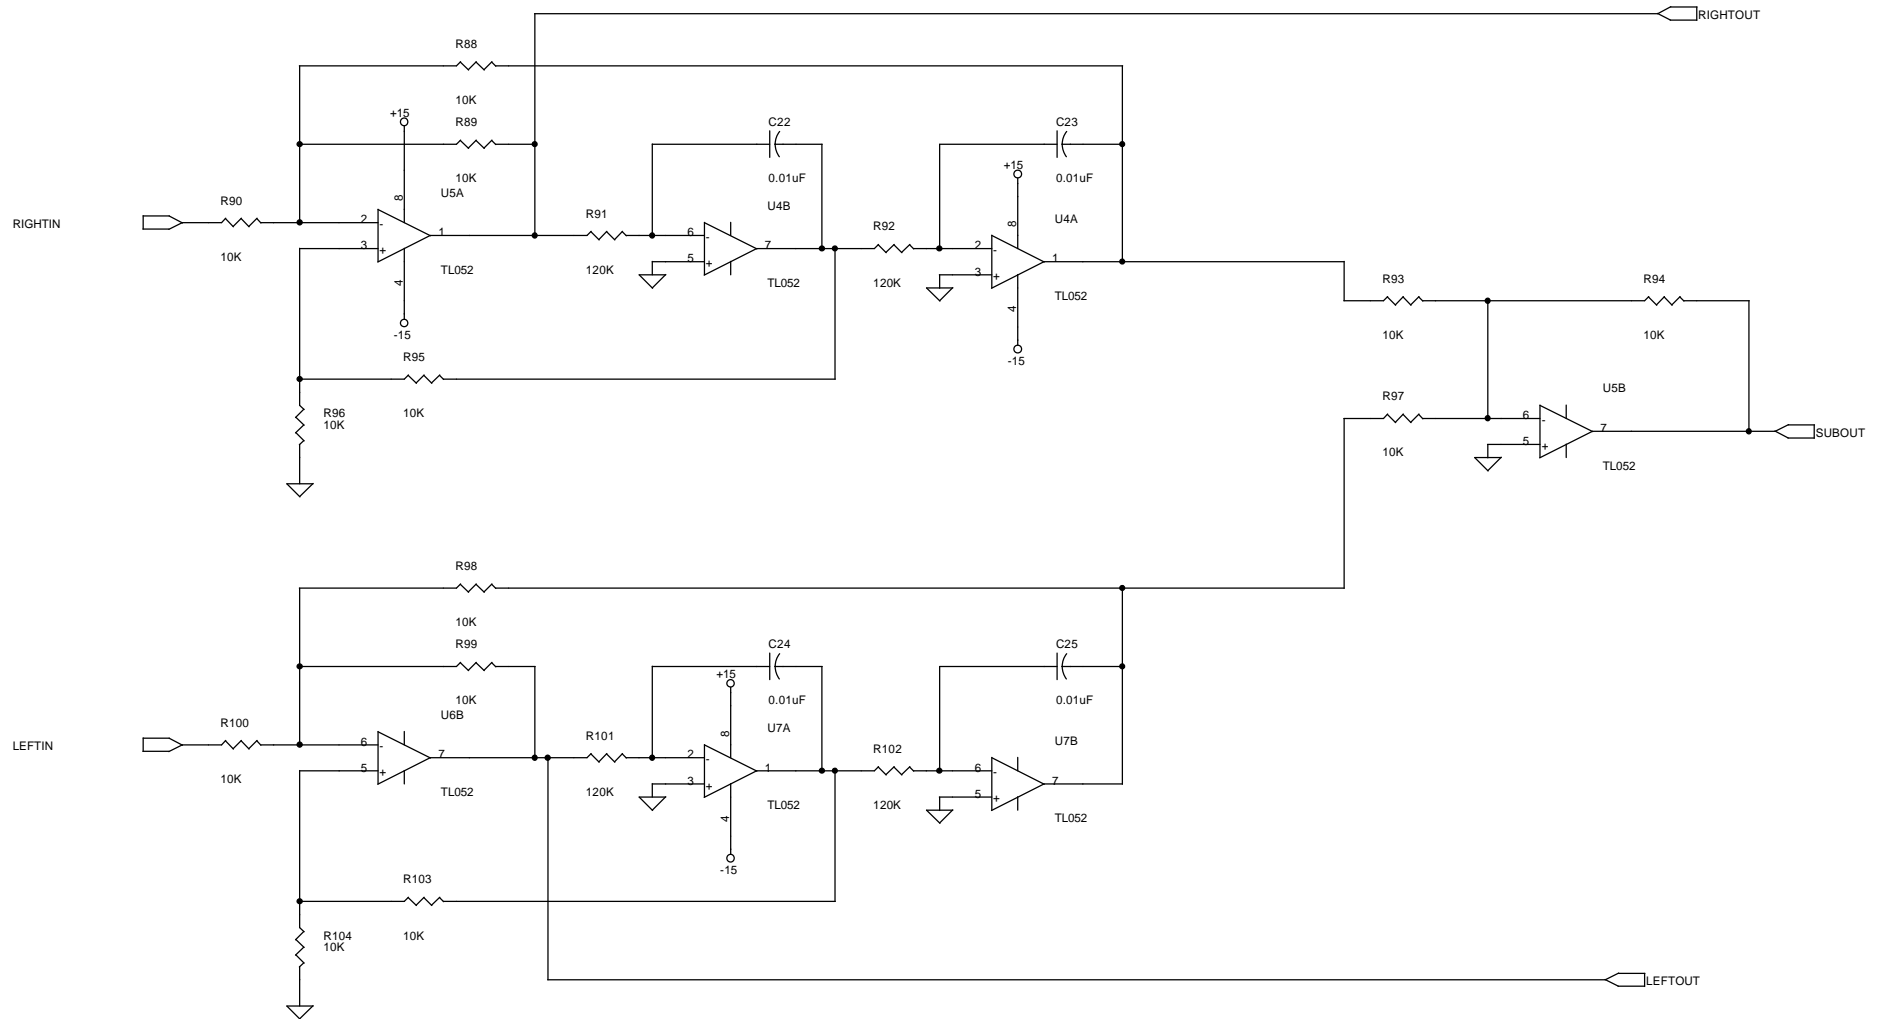 RIGHTOUT
R88
10K
R89
10K
+15
U5A
8
C22
0.01uF
U4B
C23
0.01uF
U4A
+15
8
RIGHTIN
R90
10K
2
-
3
+
1
TL052
4
-15
R91
120K
6
-
5
+
7
TL052
R92
120K
2
-
3
+
1
TL052
4
-15
R95
10K
R96
10K
R93
10K
R94
10K
R97
10K
U5B
6
-
5
+
7
TL052
SUBOUT
R98
10K
R99
10K
U6B
C24
0.01uF
+15
U7A
8
C25
0.01uF
U7B
LEFTIN
R100
10K
6
-
5
+
7
TL052
R101
120K
2
-
3
+
1
TL052
4
-15
R102
120K
6
-
5
+
7
TL052
R103
10K
R104
10K
LEFTOUT